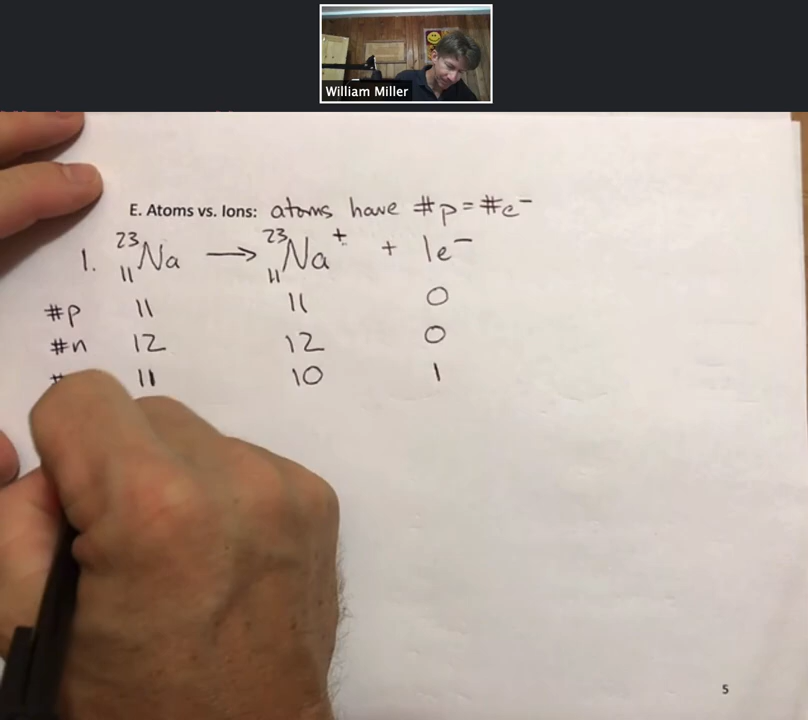 William Miller
E. Atoms vs. Ions: atoms have #p=#e⁻
1. ²³₁₁Na → ²³₁₁Na⁺ + 1e⁻
#p 11 11 0
#n 12 12 0
# 11 10 1
5